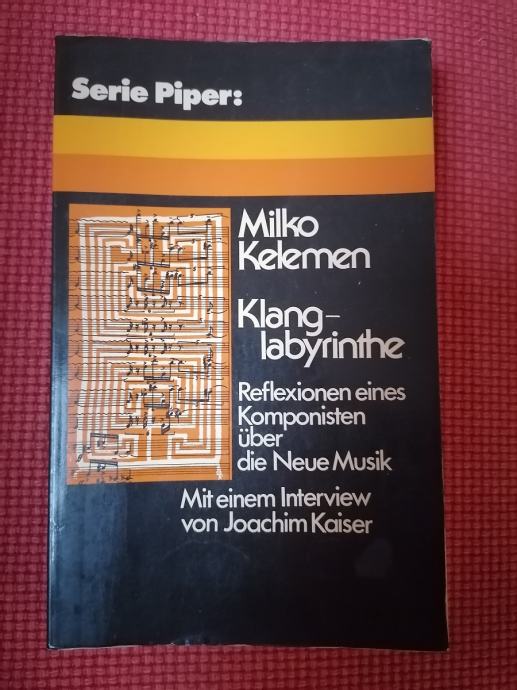 Serie Piper:
Milko
Kelemen
Klang-
labyrinthe
Reflexionen eines
Komponisten
über
die Neue Musik
Mit einem Interview
von Joachim Kaiser